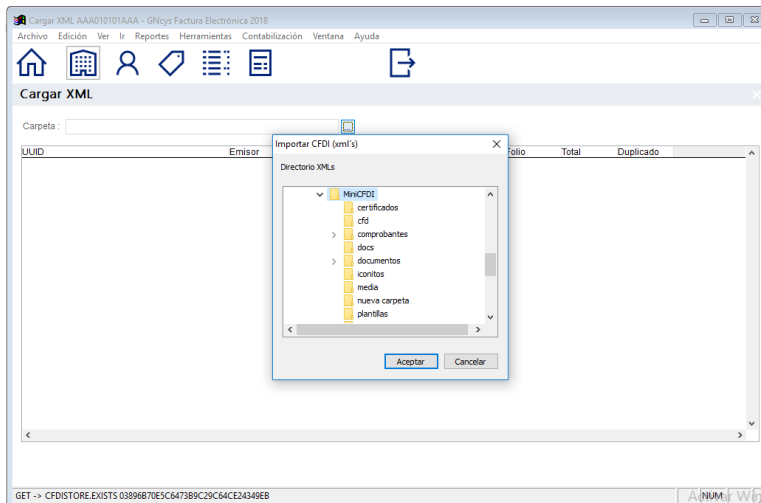 Cargar XML AAA010101AAA - GNcys Factura Electrónica 2018
Archivo Edición Ver Ir Reportes Herramientas Contabilización Ventana Ayuda
Cargar XML
Carpeta :
UUID Emisor Folio Total Duplicado
Importar CFDI (xml´s)
Directorio XMLs
MiniCFDI
certificados
cfd
comprobantes
docs
documentos
iconitos
media
nueva carpeta
plantillas
Aceptar Cancelar
GET -> CFDISTORE.EXISTS 03896B70E5C6473B9C29C64CE24349EB NUM